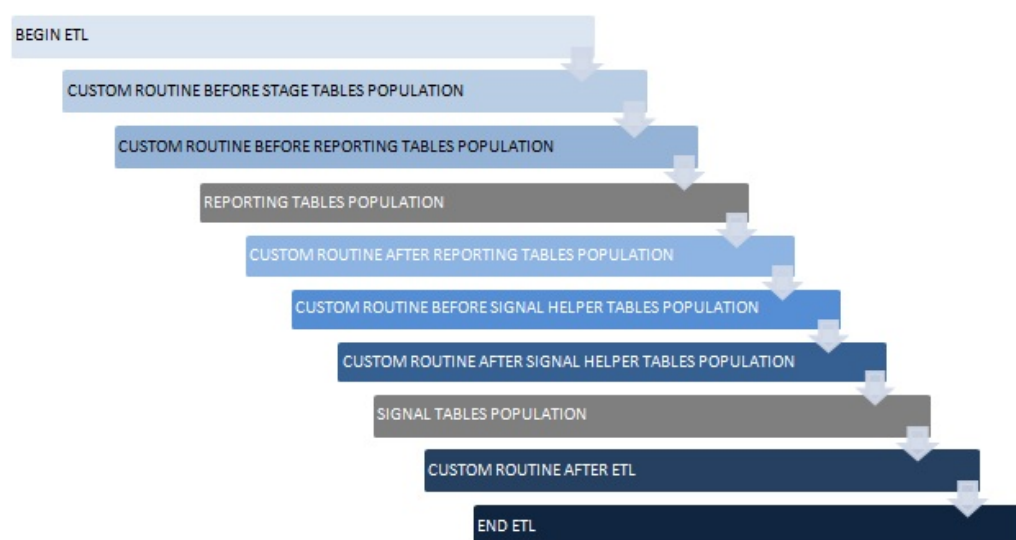 BEGIN ETL
CUSTOM ROUTINE BEFORE STAGE TABLES POPULATION
CUSTOM ROUTINE BEFORE REPORTING TABLES POPULATION
REPORTING TABLES POPULATION
CUSTOM ROUTINE AFTER REPORTING TABLES POPULATION
CUSTOM ROUTINE BEFORE SIGNAL HELPER TABLES POPULATION
CUSTOM ROUTINE AFTER SIGNAL HELPER TABLES POPULATION
SIGNAL TABLES POPULATION
CUSTOM ROUTINE AFTER ETL
END ETL